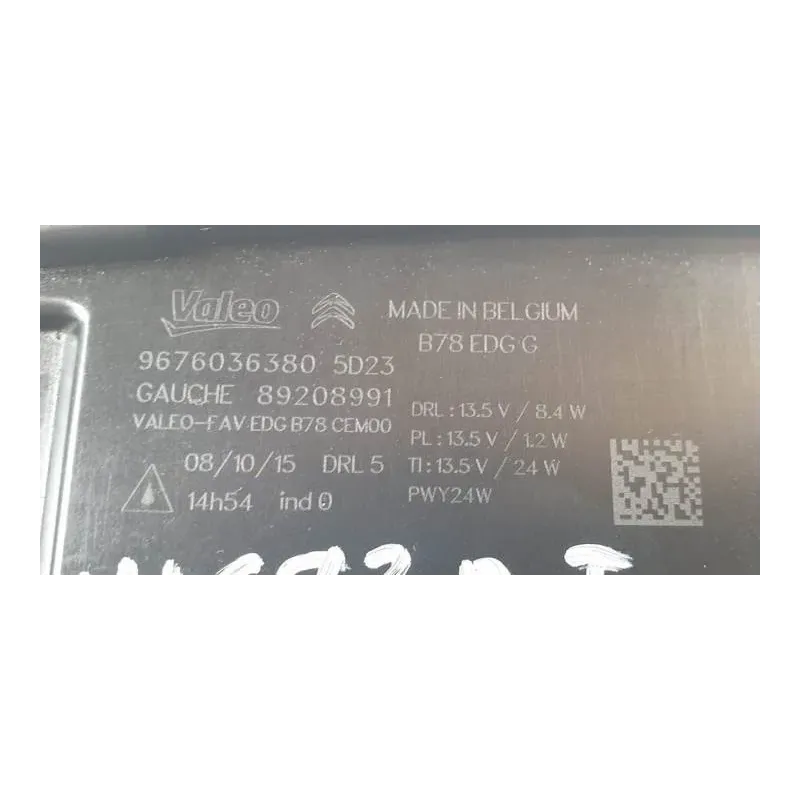 Valeo MADE IN BELGIUM
B78 EDG G
9676036380 5D23
GAUCHE 89208991
VALEO-FAV EDG B78 CEM00
08/10/15 DRL 5
14h54 ind 0
DRL : 13.5 V / 8.4 W
PL : 13.5 V / 1.2 W
TI : 13.5 V / 24 W
PWY24W